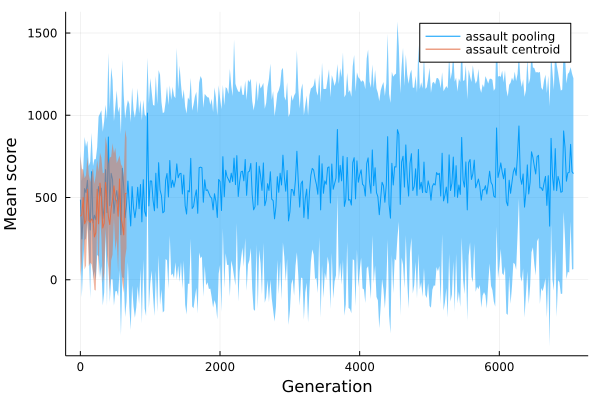 1500
1000
500
0
Mean score
assault pooling
assault centroid
0
2000
4000
6000
Generation